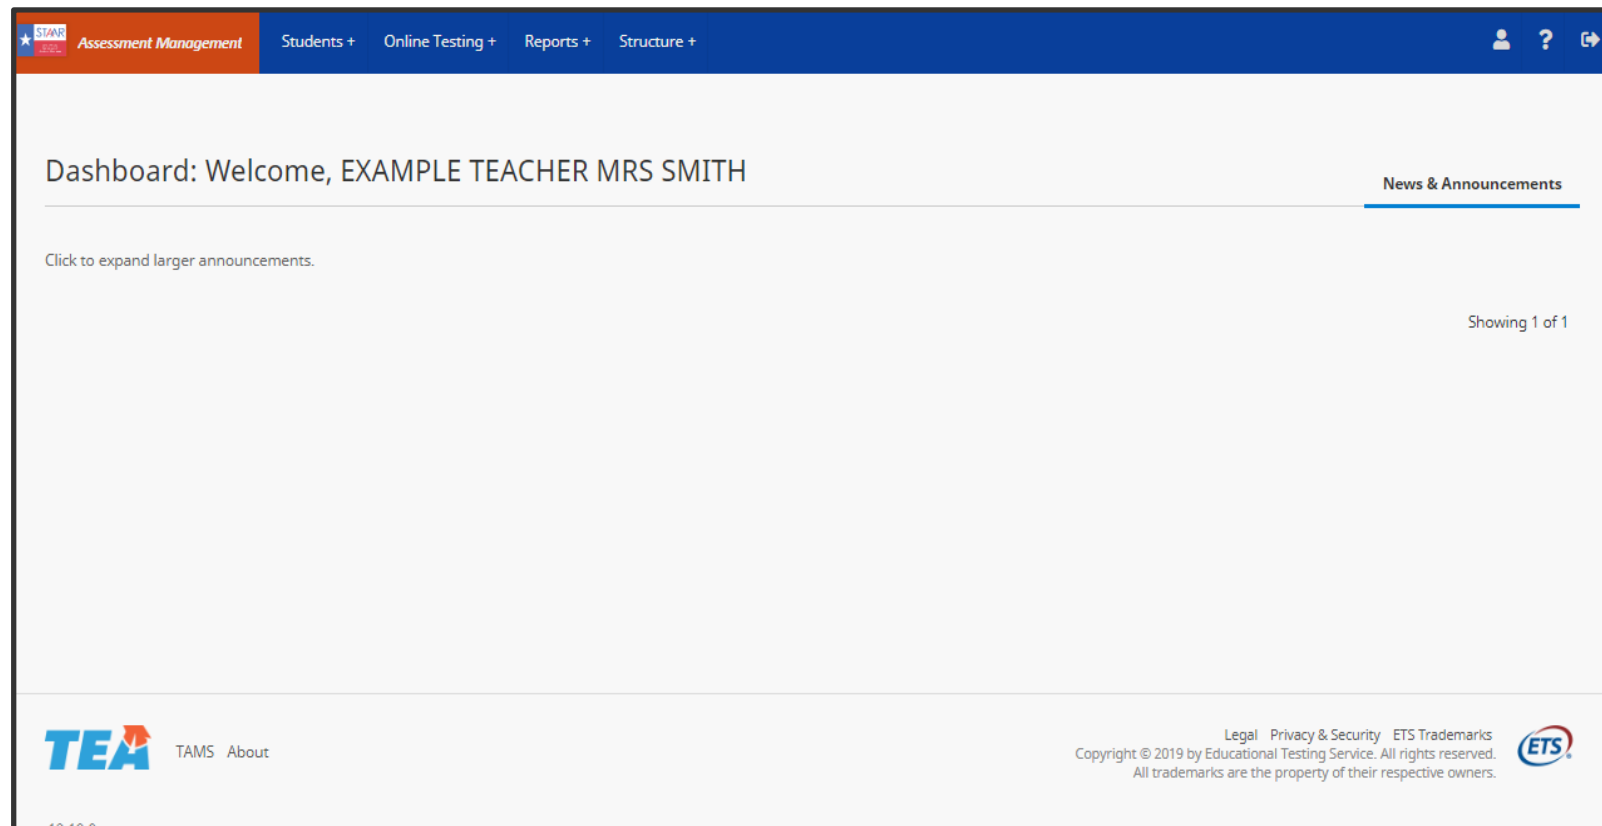 STAAR
Assessment Management Students + Online Testing + Reports + Structure + ?
Dashboard: Welcome, EXAMPLE TEACHER MRS SMITH
News & Announcements
Click to expand larger announcements.
Showing 1 of 1
TEA TAMS About
Legal Privacy & Security ETS Trademarks
Copyright © 2019 by Educational Testing Service. All rights reserved.
All trademarks are the property of their respective owners.
ETS